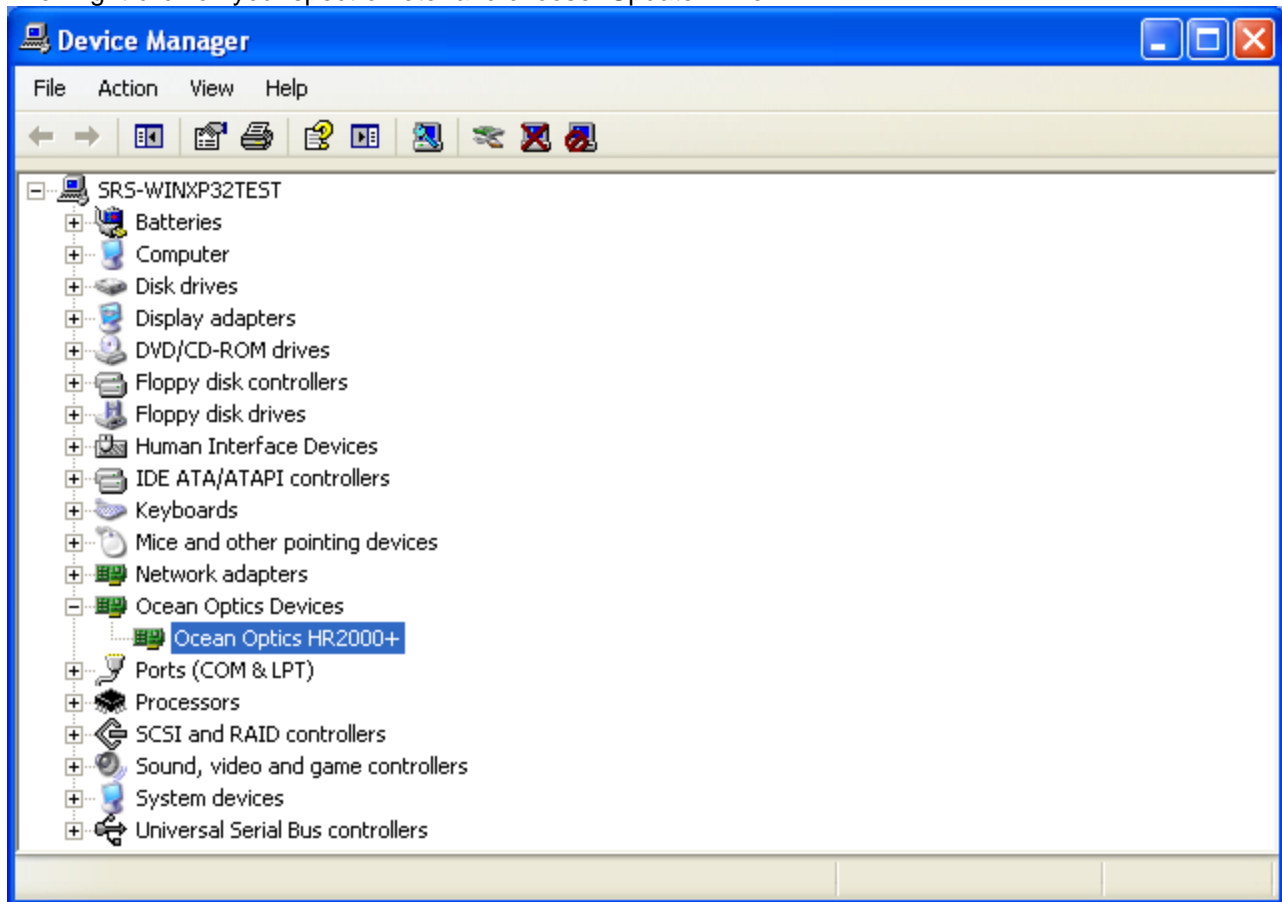 Device Manager
File Action View Help
SRS-WINXP32TEST
Batteries
Computer
Disk drives
Display adapters
DVD/CD-ROM drives
Floppy disk controllers
Floppy disk drives
Human Interface Devices
IDE ATA/ATAPI controllers
Keyboards
Mice and other pointing devices
Network adapters
Ocean Optics Devices
Ocean Optics HR2000+
Ports (COM & LPT)
Processors
SCSI and RAID controllers
Sound, video and game controllers
System devices
Universal Serial Bus controllers